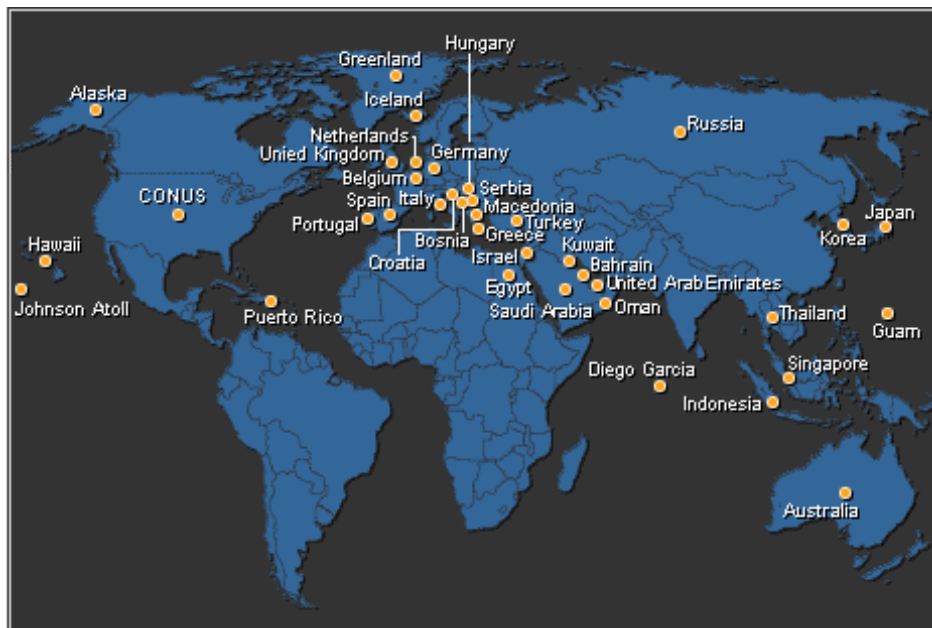 Hungary
Greenland
Alaska
Iceland
Russia
Netherlands
Unied Kingdom
Germany
Belgium
CONUS
Spain
Italy
Serbia
Macedonia
Portugal
Turkey
Japan
Korea
Greece
Bosnia
Hawaii
Croatia
Israel
Kuwait
Bahrain
Egypt
United Arab Emirates
Johnson Atoll
Saudi Arabia
Oman
Puerto Rico
Thailand
Guam
Singapore
Diego Garcia
Indonesia
Australia